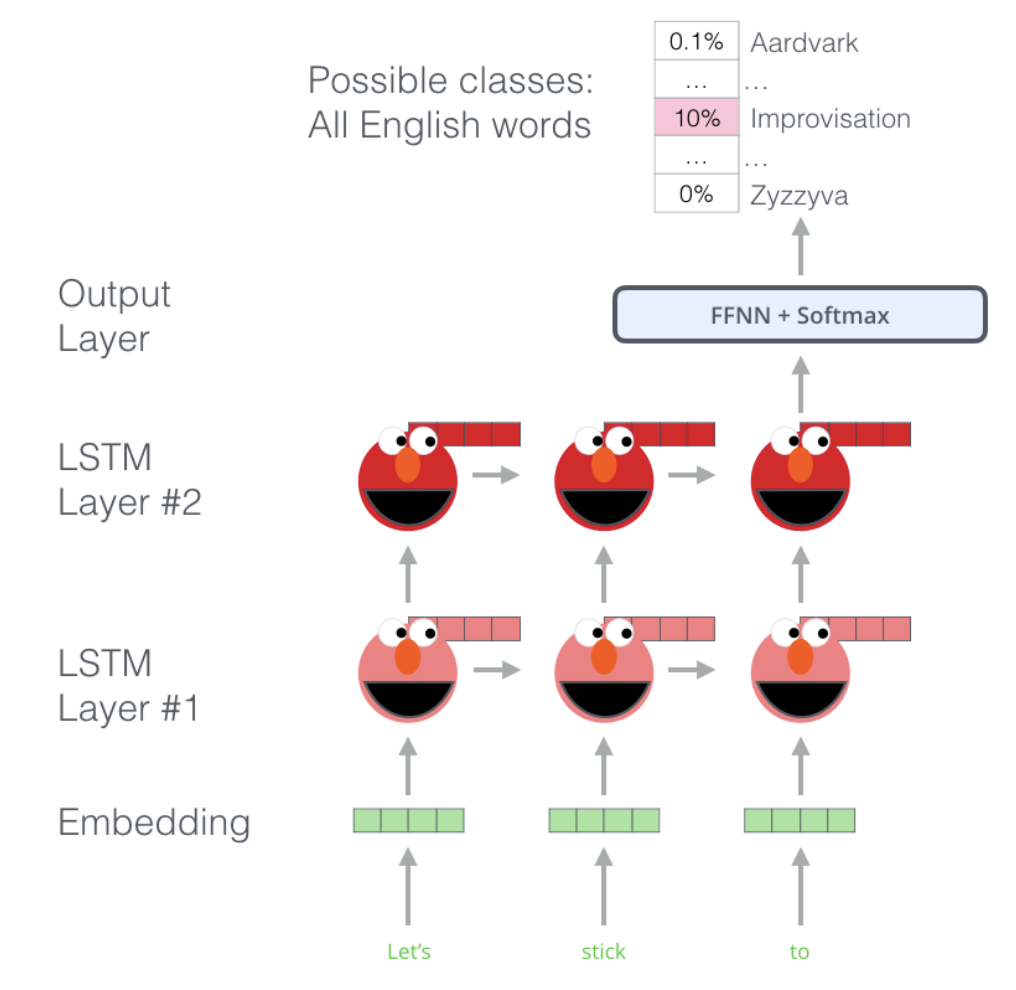 Possible classes:
All English words
0.1% Aardvark
... ...
10% Improvisation
... ...
0% Zyzzyva
Output
Layer
FFNN + Softmax
LSTM
Layer #2
LSTM
Layer #1
Embedding
Let's stick to